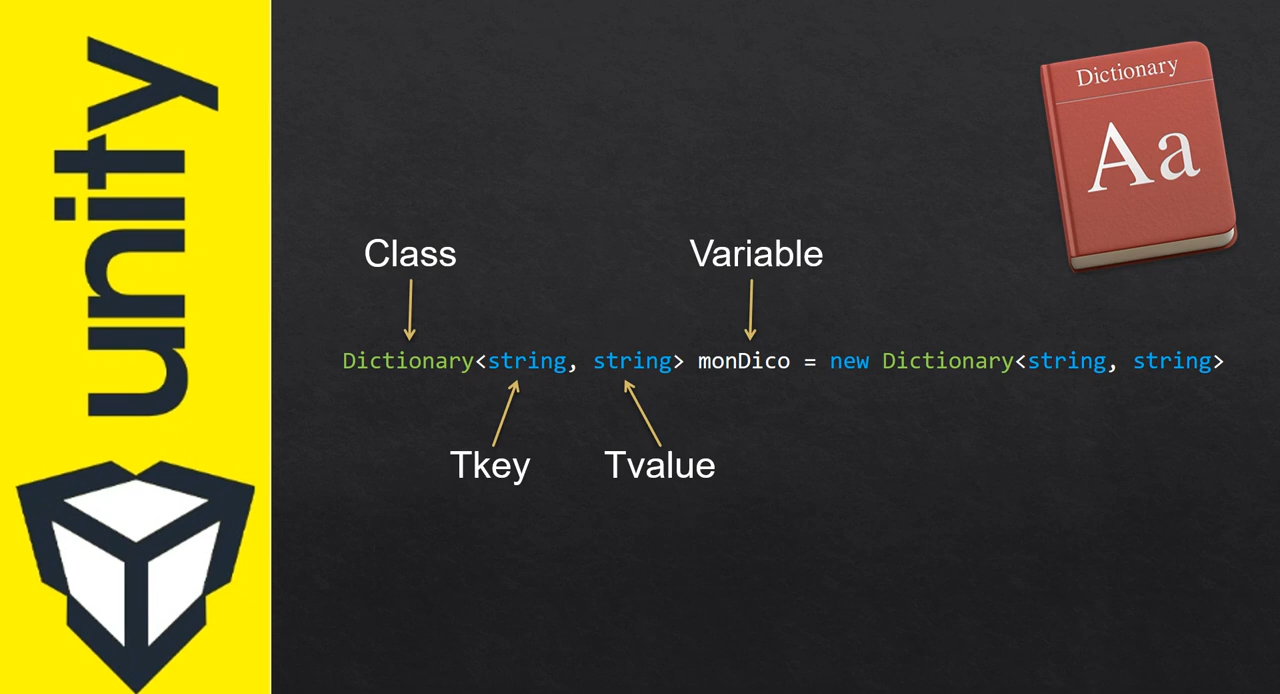 unity
Dictionary
Aa
Class Variable
Dictionary<string, string> monDico = new Dictionary<string, string>
Tkey Tvalue